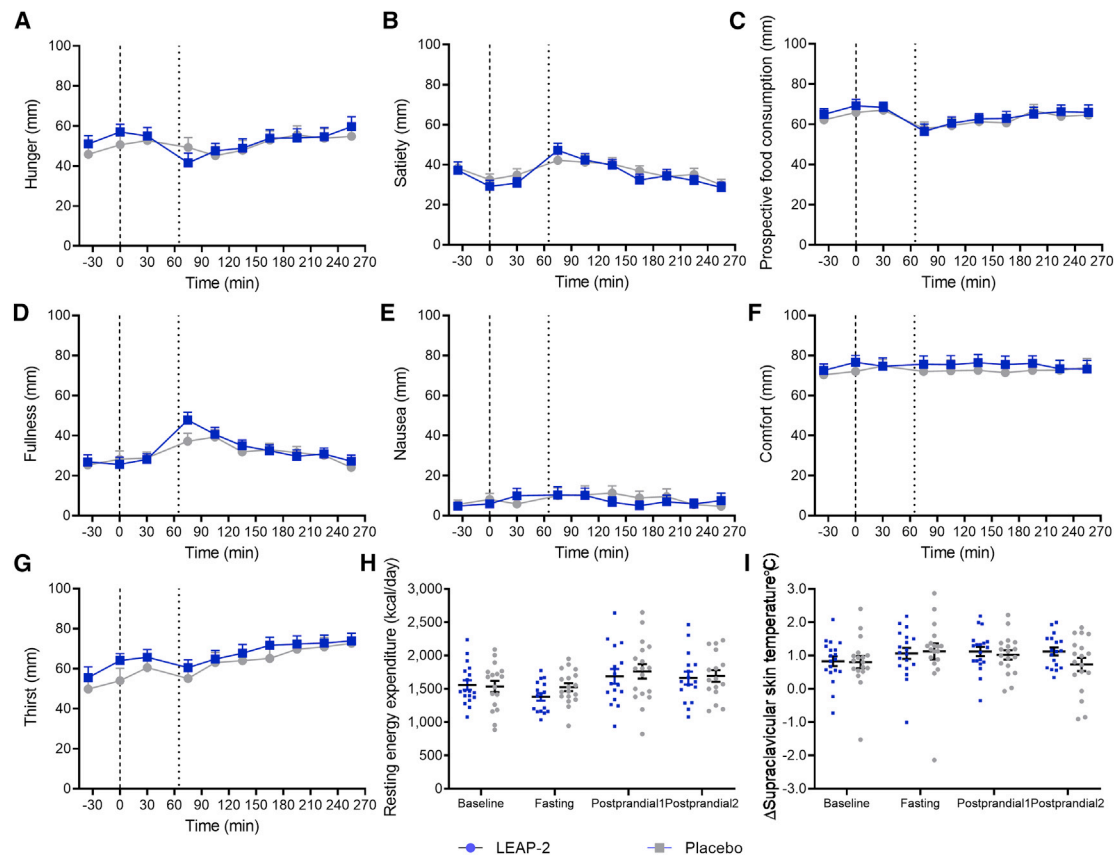 A
Hunger (mm)
100
80
60
40
20
0
-30 0 30 60 90 120 150 180 210 240 270
Time (min)
B
Satiety (mm)
100
80
60
40
20
0
-30 0 30 60 90 120 150 180 210 240 270
Time (min)
C
Prospective food consumption (mm)
100
80
60
40
20
0
-30 0 30 60 90 120 150 180 210 240 270
Time (min)
D
Fullness (mm)
100
80
60
40
20
0
-30 0 30 60 90 120 150 180 210 240 270
Time (min)
E
Nausea (mm)
100
80
60
40
20
0
-30 0 30 60 90 120 150 180 210 240 270
Time (min)
F
Comfort (mm)
100
80
60
40
20
0
-30 0 30 60 90 120 150 180 210 240 270
Time (min)
G
Thirst (mm)
100
80
60
40
20
0
-30 0 30 60 90 120 150 180 210 240 270
Time (min)
H
Resting energy expenditure (kcal/day)
3,000
2,500
2,000
1,500
1,000
500
0
Baseline Fasting Postprandial1 Postprandial2
I
ΔSupraclavicular skin temperature°C
3.0
2.0
1.0
0.0
-1.0
-2.0
-3.0
Baseline Fasting Postprandial1 Postprandial2
LEAP-2 Placebo